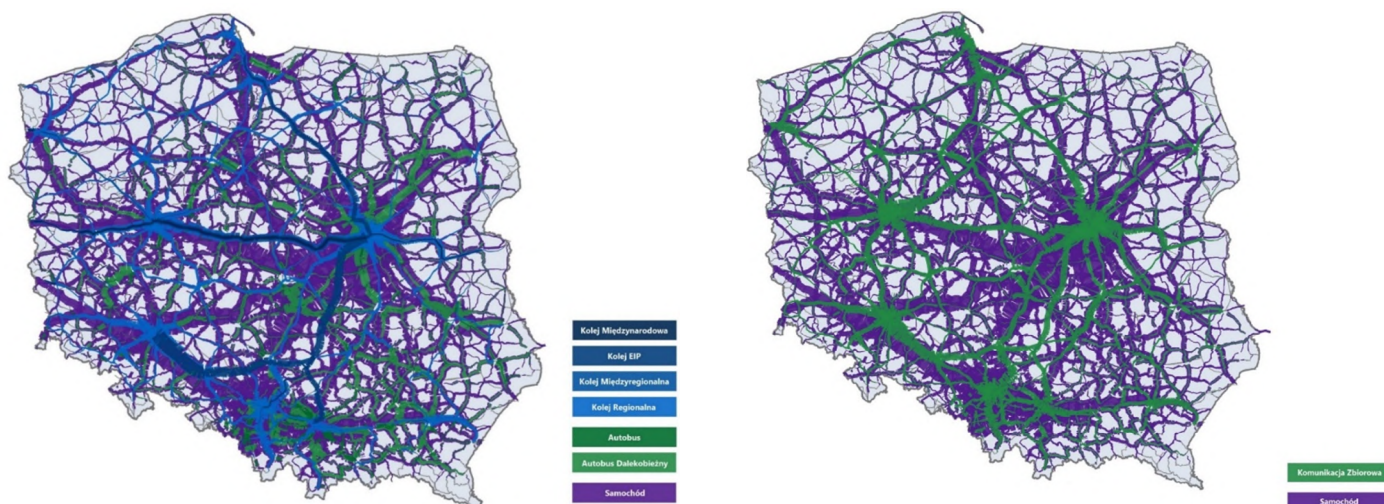 Kolej Międzynarodowa
Kolej EIP
Kolej Międzyregionalna
Kolej Regionalna
Autobus
Autobus Dalekobieżny
Samochód
Komunikacja Zbiorowa
Samochód